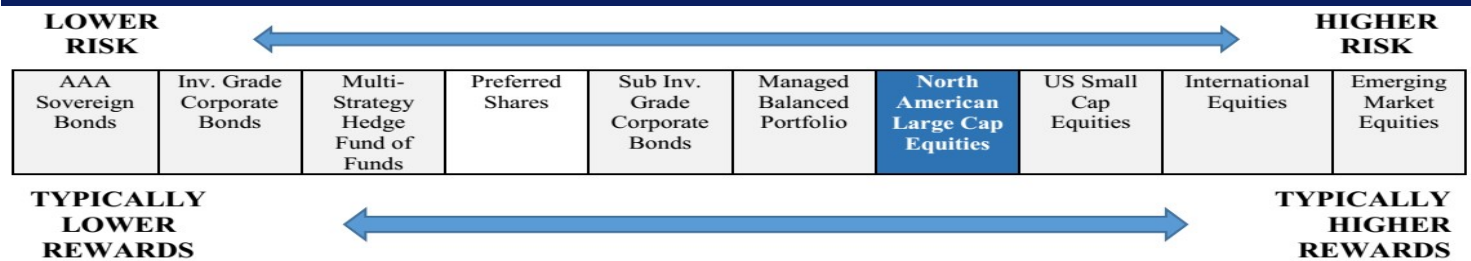 LOWER
RISK
HIGHER
RISK
AAA
Sovereign
Bonds
Inv. Grade
Corporate
Bonds
Multi-
Strategy
Hedge
Fund of
Funds
Preferred
Shares
Sub Inv.
Grade
Corporate
Bonds
Managed
Balanced
Portfolio
North
American
Large Cap
Equities
US Small
Cap
Equities
International
Equities
Emerging
Market
Equities
TYPICALLY
LOWER
REWARDS
TYPICALLY
HIGHER
REWARDS